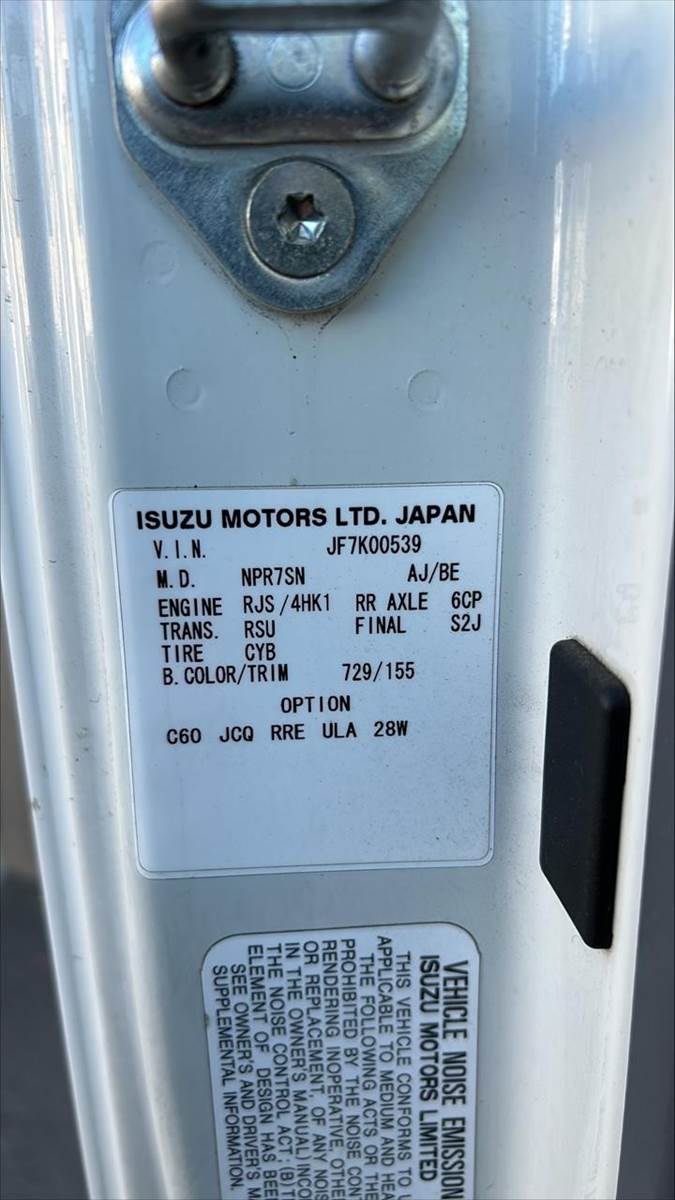 ISUZU MOTORS LTD. JAPAN
V.I.N. JF7K00539
M.D. NPR7SN AJ/BE
ENGINE RJS/4HK1 RR AXLE 6CP
TRANS. RSU FINAL S2J
TIRE CYB
B.COLOR/TRIM 729/155
OPTION
C60 JCQ RRE ULA 28W
VEHICLE NOISE EMISSION
ISUZU MOTORS LIMITED
THIS VEHICLE CONFORMS TO
APPLICABLE TO MEDIUM AND HEA
THE FOLLOWING ACTS OR THE
PROHIBITED BY THE NOISE CONT
RENDERING INOPERATIVE, OTHE
OR REPLACEMENT, OF ANY NOIS
IN THE OWNER'S MANUAL) INCO
THE NOISE CONTROL ACT; (B) T
ELEMENT OF DESIGN HAS BEE
SEE OWNER'S AND DRIVER'S M
SUPPLEMENTAL INFORMATION.